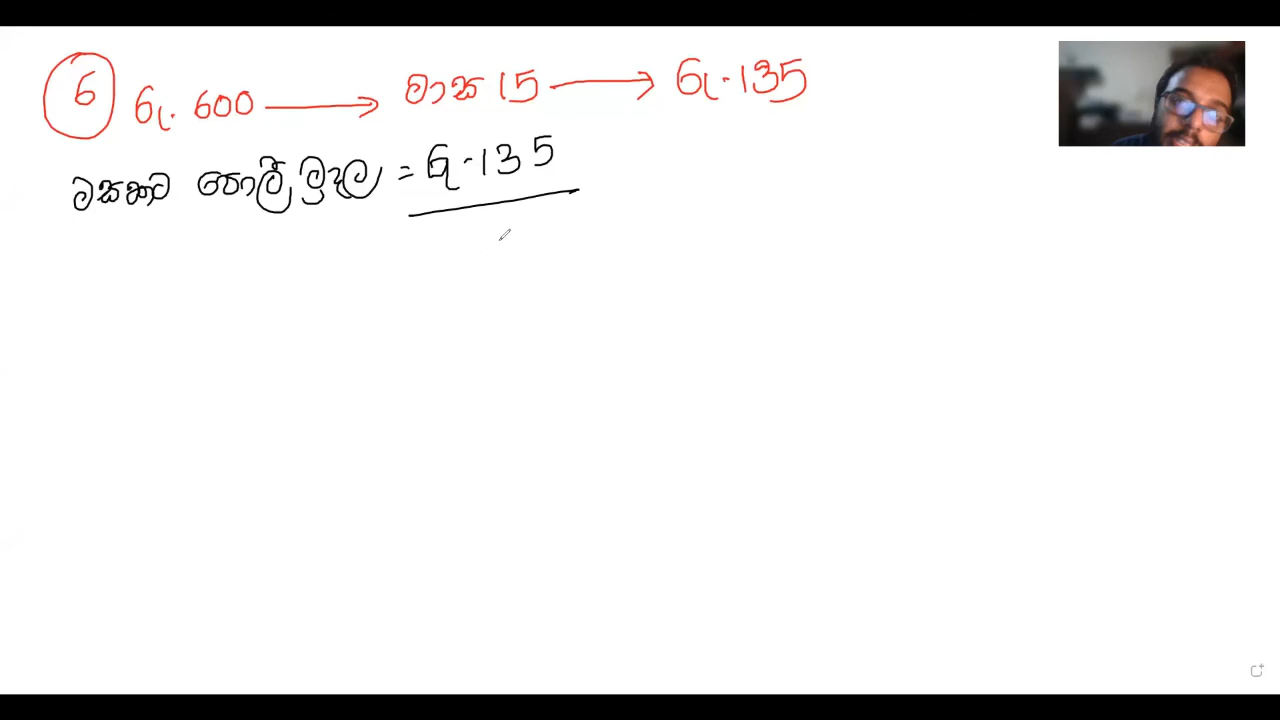 6 රු. 600 → මාස 15 → රු. 135
මසකට පොලී මුදල = රු. 135